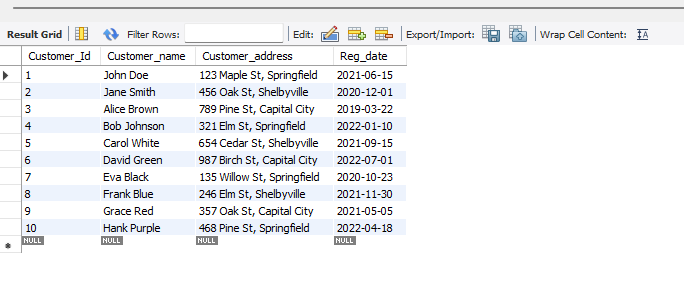 Result Grid Filter Rows: Edit: Export/Import: Wrap Cell Content: IA
Customer_Id Customer_name Customer_address Reg_date
1 John Doe 123 Maple St, Springfield 2021-06-15
2 Jane Smith 456 Oak St, Shelbyville 2020-12-01
3 Alice Brown 789 Pine St, Capital City 2019-03-22
4 Bob Johnson 321 Elm St, Springfield 2022-01-10
5 Carol White 654 Cedar St, Shelbyville 2021-09-15
6 David Green 987 Birch St, Capital City 2022-07-01
7 Eva Black 135 Willow St, Springfield 2020-10-23
8 Frank Blue 246 Elm St, Shelbyville 2021-11-30
9 Grace Red 357 Oak St, Capital City 2021-05-05
10 Hank Purple 468 Pine St, Springfield 2022-04-18
NULL NULL NULL NULL